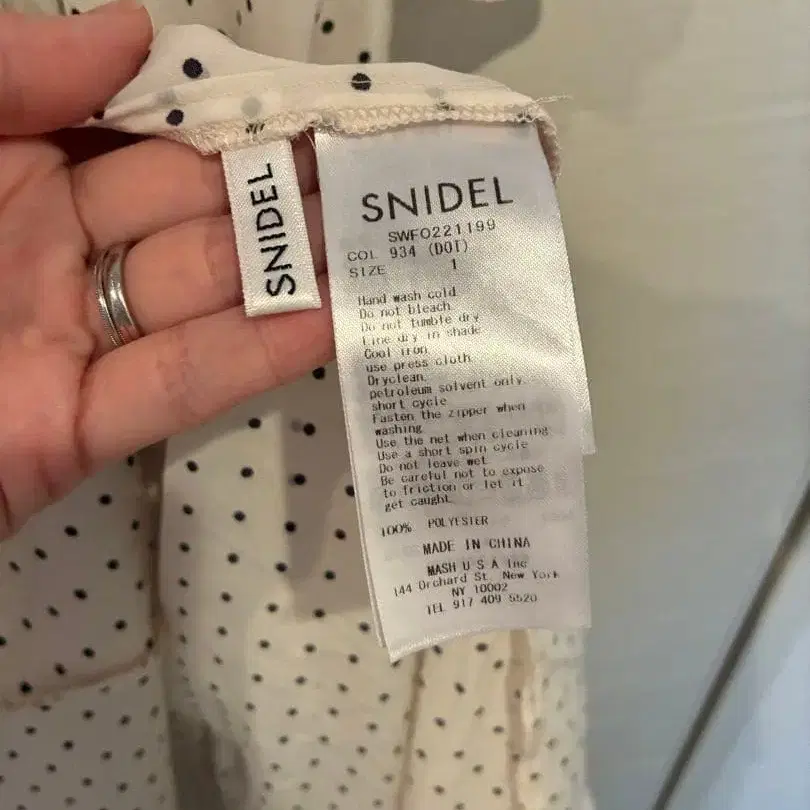 SNIDEL
SNIDEL
SWFO221199
COL 934 (DOT)
SIZE 1
Hand wash cold
Do not bleach
Do not tumble dry
Line dry in shade
Cool iron
use press cloth
Dryclean.
petroleum solvent only.
short cycle
Fasten the zipper when
washing
Use the net when cleaning
Use a short spin cycle
Do not leave wet
Be careful not to expose
to friction or let it
get caught.
100% POLYESTER
MADE IN CHINA
MASH U S A Inc
144 Orchard St. New York
NY 10002
TEL 917 409 5520